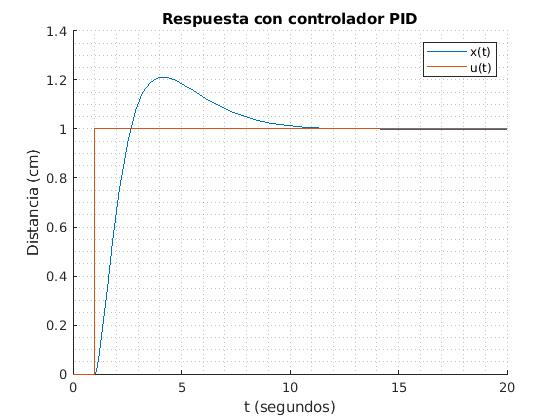 Respuesta con controlador PID
1.4
1.2
1
0.8
0.6
0.4
0.2
0
Distancia (cm)
x(t)
u(t)
0
5
10
15
20
t (segundos)